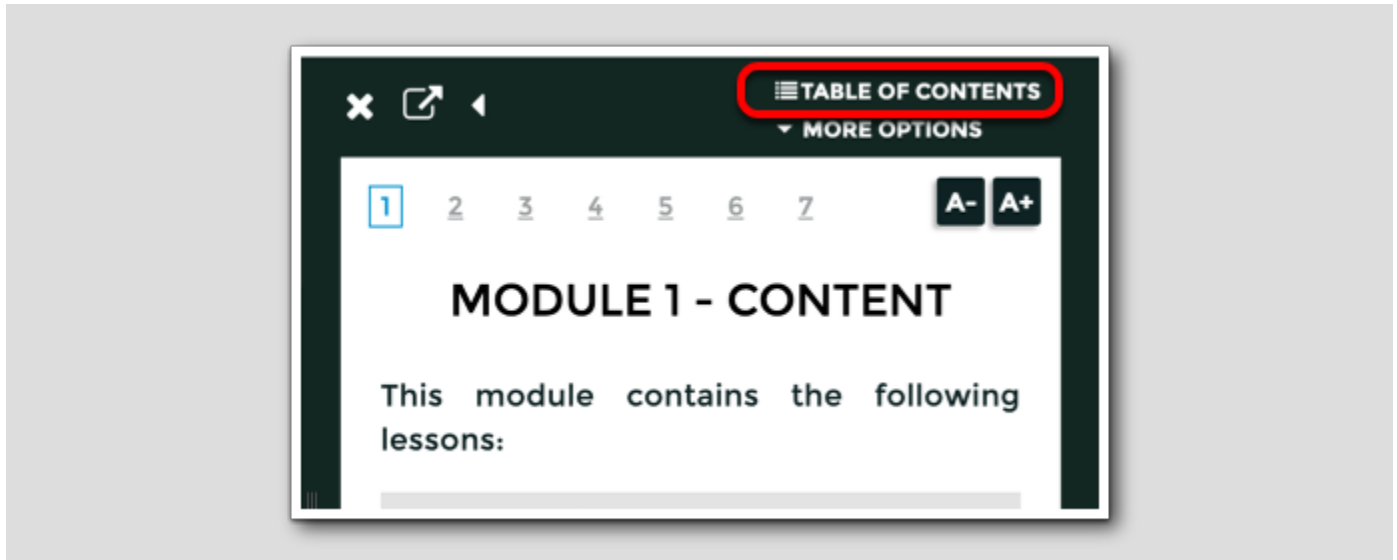 TABLE OF CONTENTS
MORE OPTIONS
1 2 3 4 5 6 7 A- A+
MODULE 1 - CONTENT
This module contains the following
lessons: